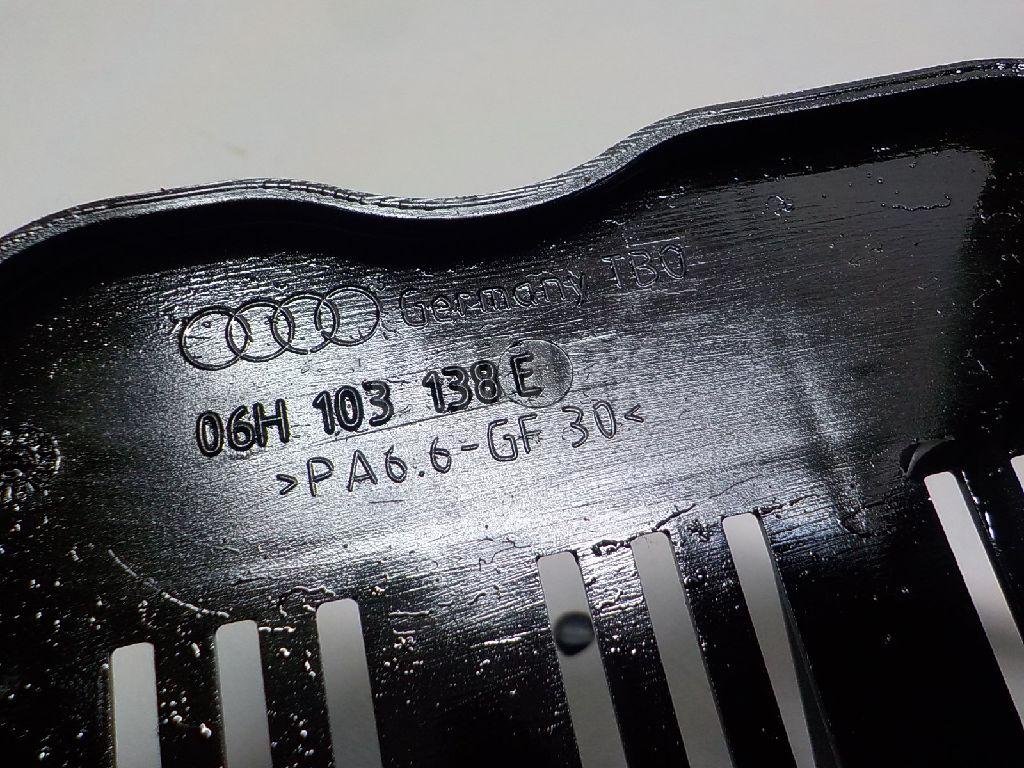 Germany TBO
06H 103 138 E
>PA6.6-GF 30<